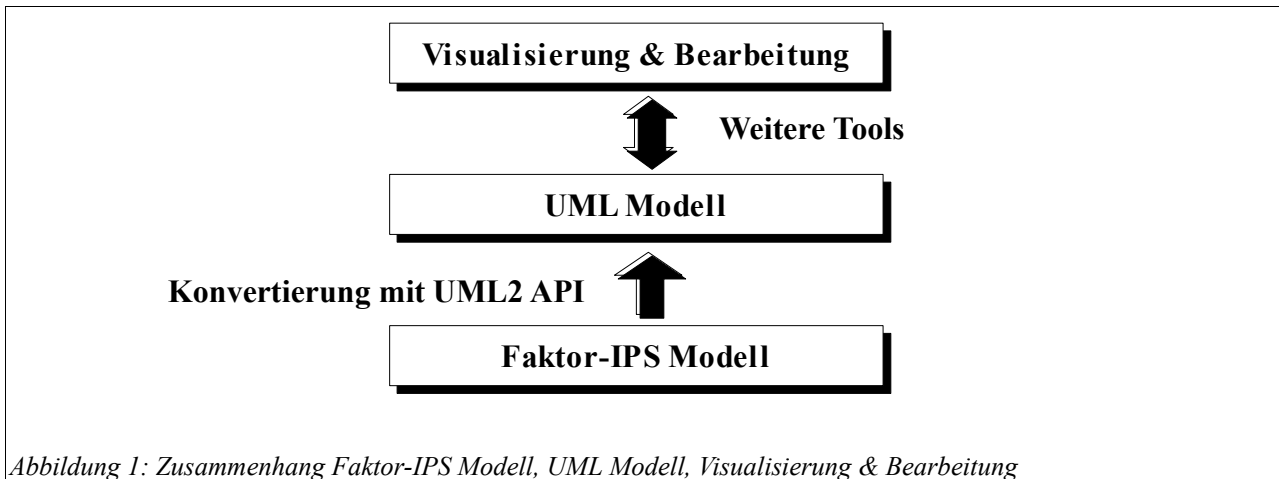 Visualisierung & Bearbeitung
Weitere Tools
UML Modell
Konvertierung mit UML2 API
Faktor-IPS Modell
Abbildung 1: Zusammenhang Faktor-IPS Modell, UML Modell, Visualisierung & Bearbeitung